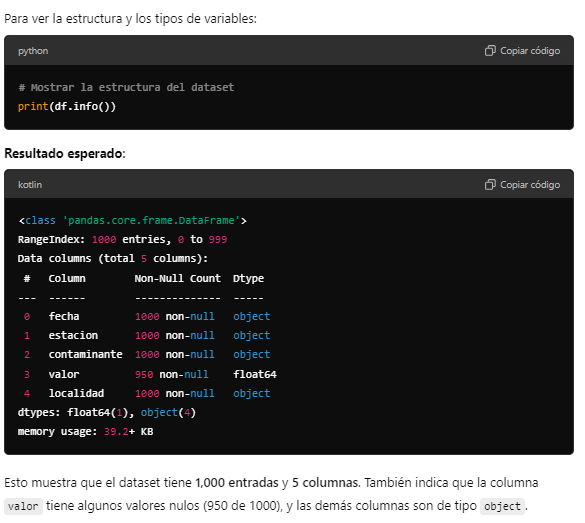 Para ver la estructura y los tipos de variables:
python
Copiar código
# Mostrar la estructura del dataset
print(df.info())
Resultado esperado:
kotlin
Copiar código
<class 'pandas.core.frame.DataFrame'>
RangeIndex: 1000 entries, 0 to 999
Data columns (total 5 columns):
 #   Column       Non-Null Count  Dtype
---  ------       --------------  -----
 0   fecha        1000 non-null   object
 1   estacion     1000 non-null   object
 2   contaminante 1000 non-null   object
 3   valor        950 non-null    float64
 4   localidad    1000 non-null   object
dtypes: float64(1), object(4)
memory usage: 39.2+ KB
Esto muestra que el dataset tiene 1,000 entradas y 5 columnas. También indica que la columna
valor tiene algunos valores nulos (950 de 1000), y las demás columnas son de tipo object.